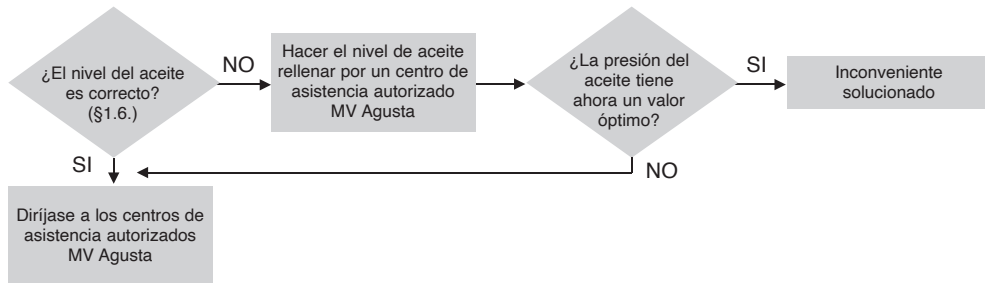 ¿El nivel del aceite
es correcto?
(§1.6.)
NO
Hacer el nivel de aceite
rellenar por un centro de
asistencia autorizado
MV Agusta
¿La presión del
aceite tiene
ahora un valor
óptimo?
SI
Inconveniente
solucionado
SI
NO
Diríjase a los centros de
asistencia autorizados
MV Agusta